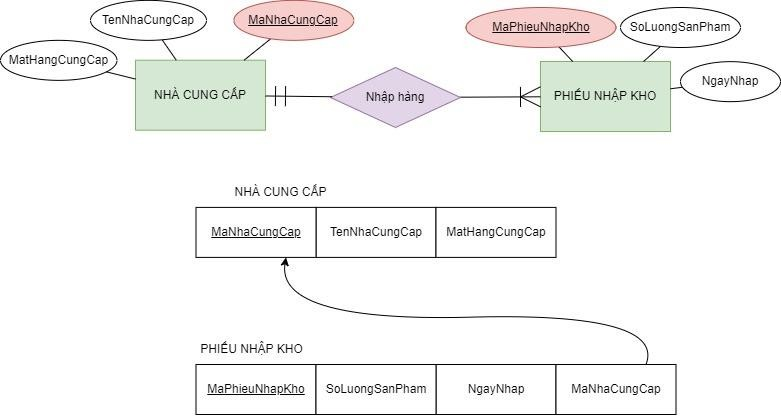 TenNhaCungCap
MaNhaCungCap
MaPhieuNhapKho
SoLuongSanPham
MatHangCungCap
NgayNhap
NHÀ CUNG CẤP
Nhập hàng
PHIẾU NHẬP KHO
NHÀ CUNG CẤP
MaNhaCungCap
TenNhaCungCap
MatHangCungCap
PHIẾU NHẬP KHO
MaPhieuNhapKho
SoLuongSanPham
NgayNhap
MaNhaCungCap